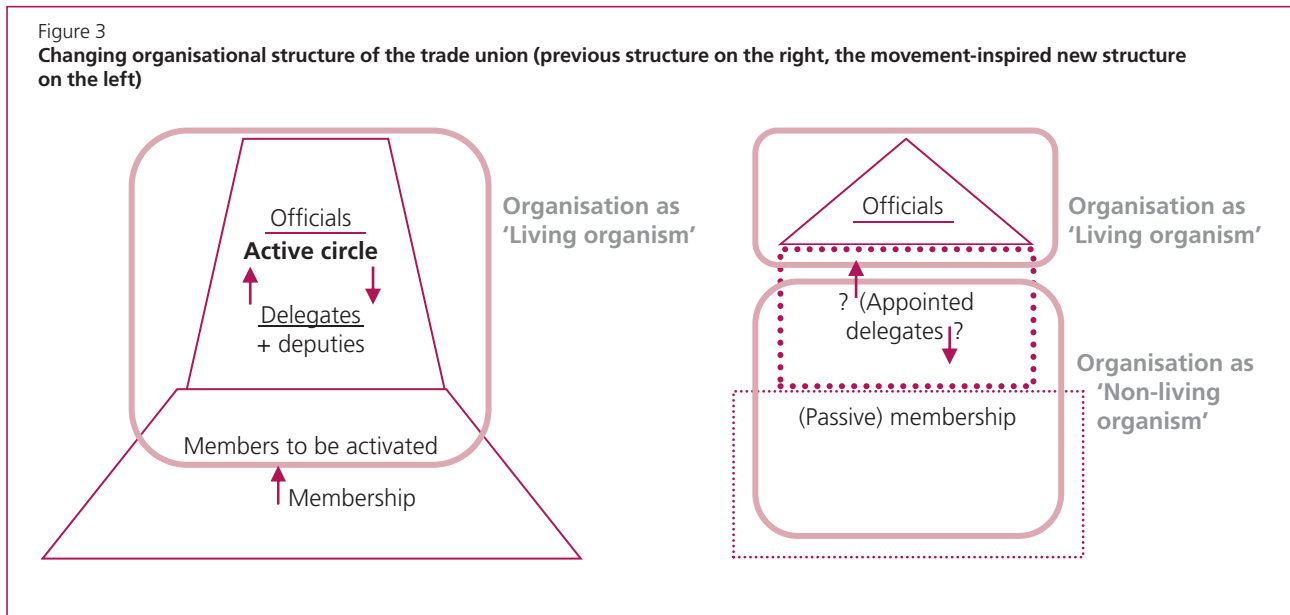 Figure 3
Changing organisational structure of the trade union (previous structure on the right, the movement-inspired new structure
on the left)
Officials
Active circle
Delegates
+ deputies
Members to be activated
Membership
Organisation as
‘Living organism’
Officials
? (Appointed
delegates ?
(Passive) membership
Organisation as
‘Living organism’
Organisation as
‘Non-living
organism’